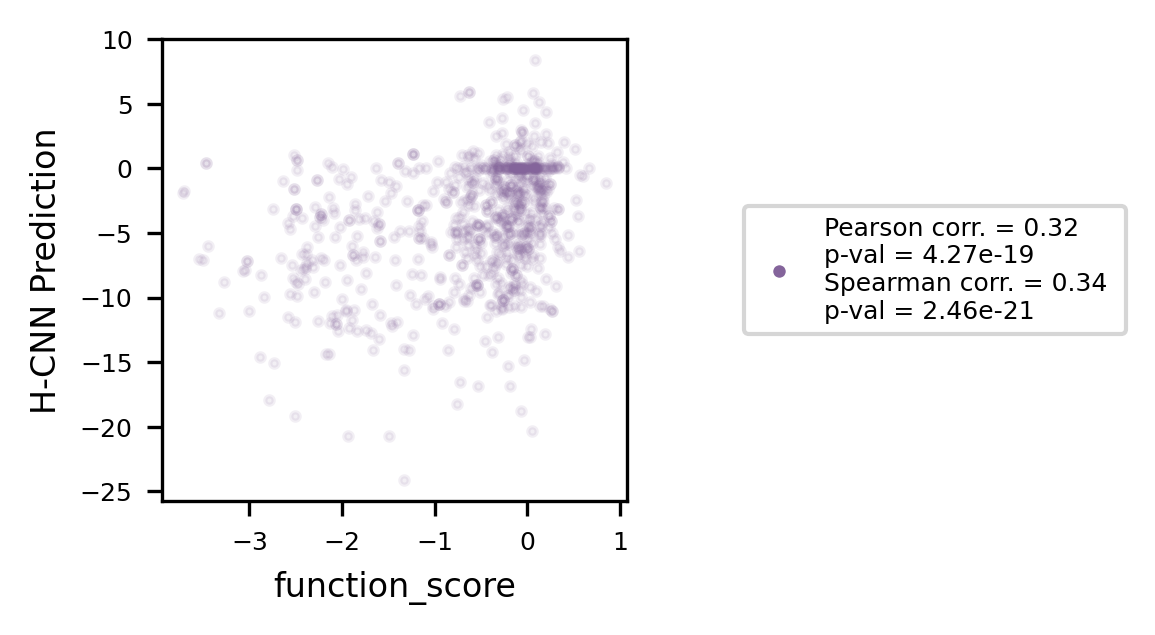 10
5
0
−5
−10
−15
−20
−25
H-CNN Prediction
−3 −2 −1 0 1
function_score
Pearson corr. = 0.32
p-val = 4.27e-19
Spearman corr. = 0.34
p-val = 2.46e-21